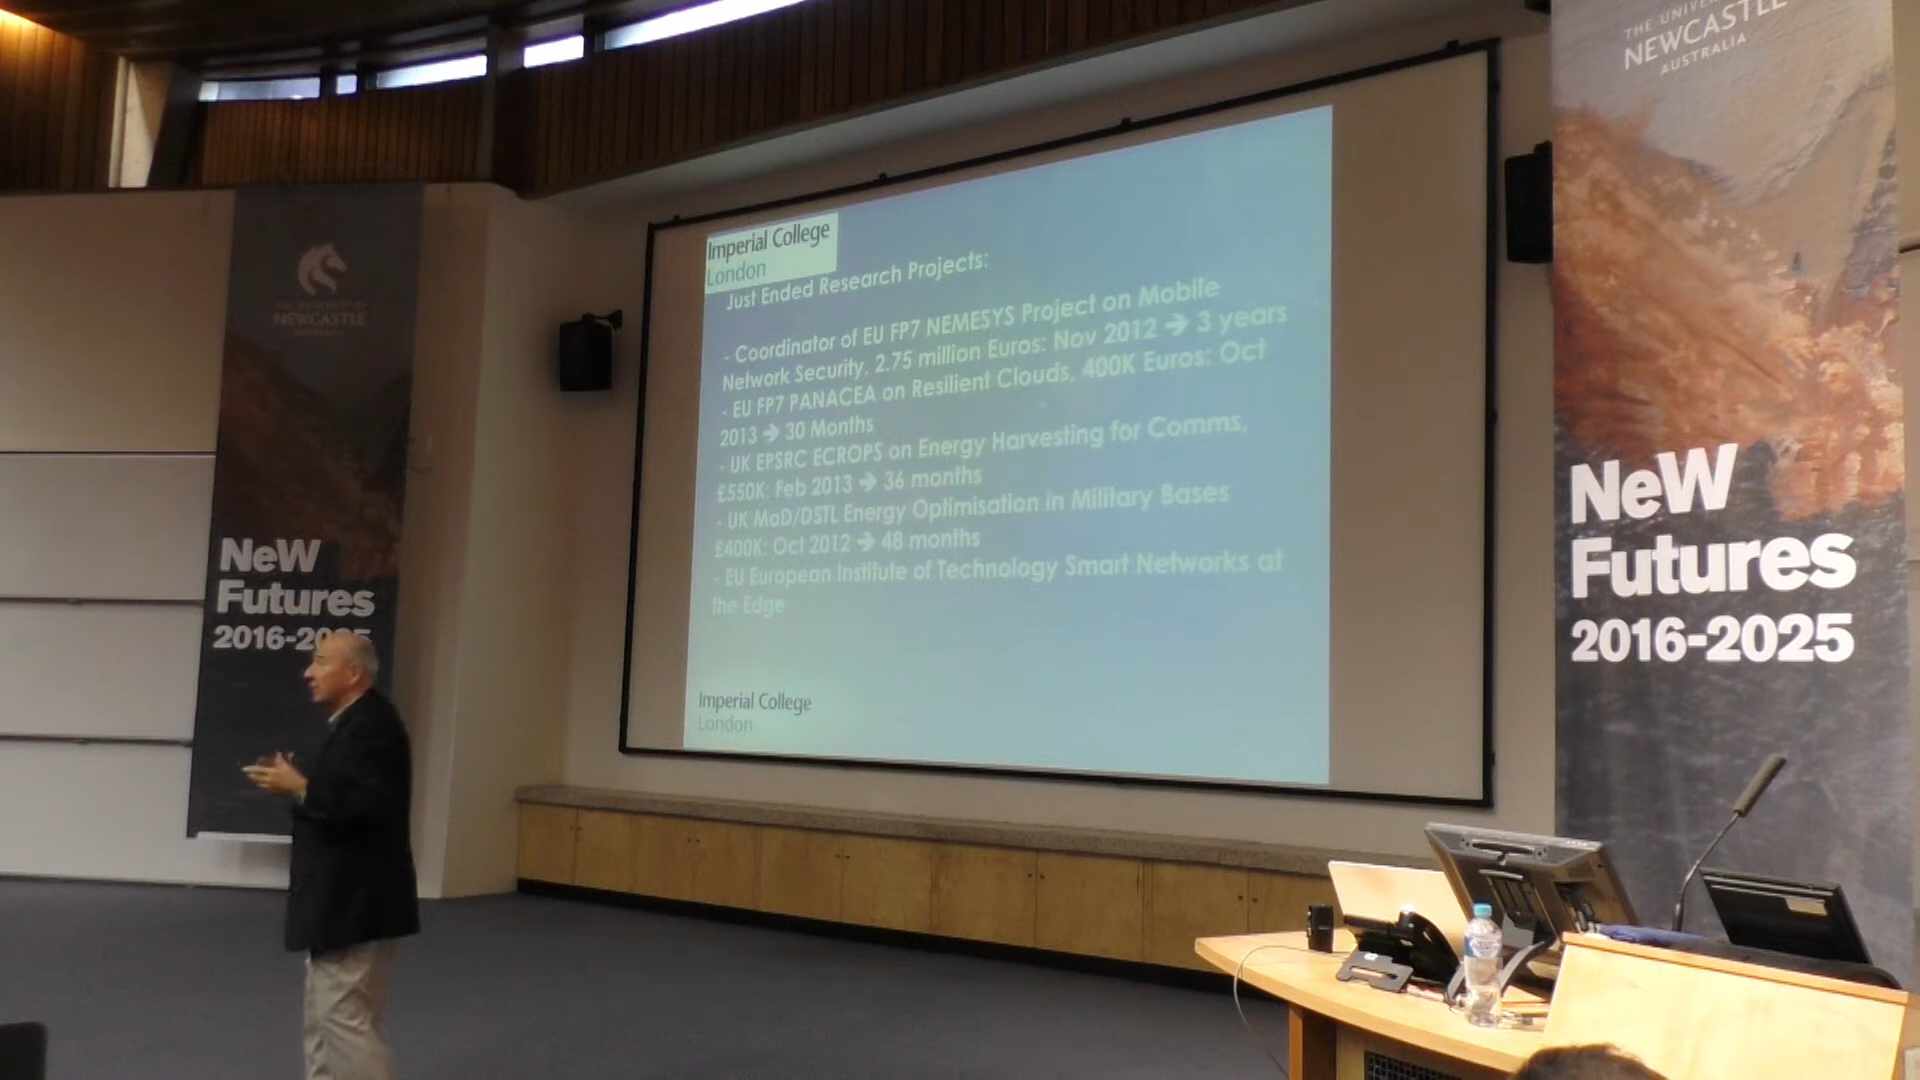 THE UNIVER
NEWCASTLE
AUSTRALIA
NeW
Futures
2016-2025
NEWCASTLE
NeW
Futures
2016-2025
Imperial College
London
Just Ended Research Projects:
- Coordinator of EU FP7 NEMESYS Project on Mobile
Network Security, 2.75 million Euros: Nov 2012 → 3 years
- EU FP7 PANACEA on Resilient Clouds, 400K Euros: Oct
2013 → 30 Months
- UK EPSRC ECROPS on Energy Harvesting for Comms,
£550K: Feb 2013 → 36 months
- UK MoD/DSTL Energy Optimisation in Military Bases
£400K: Oct 2012 → 48 months
- EU European Institute of Technology Smart Networks at
the Edge
Imperial College
London